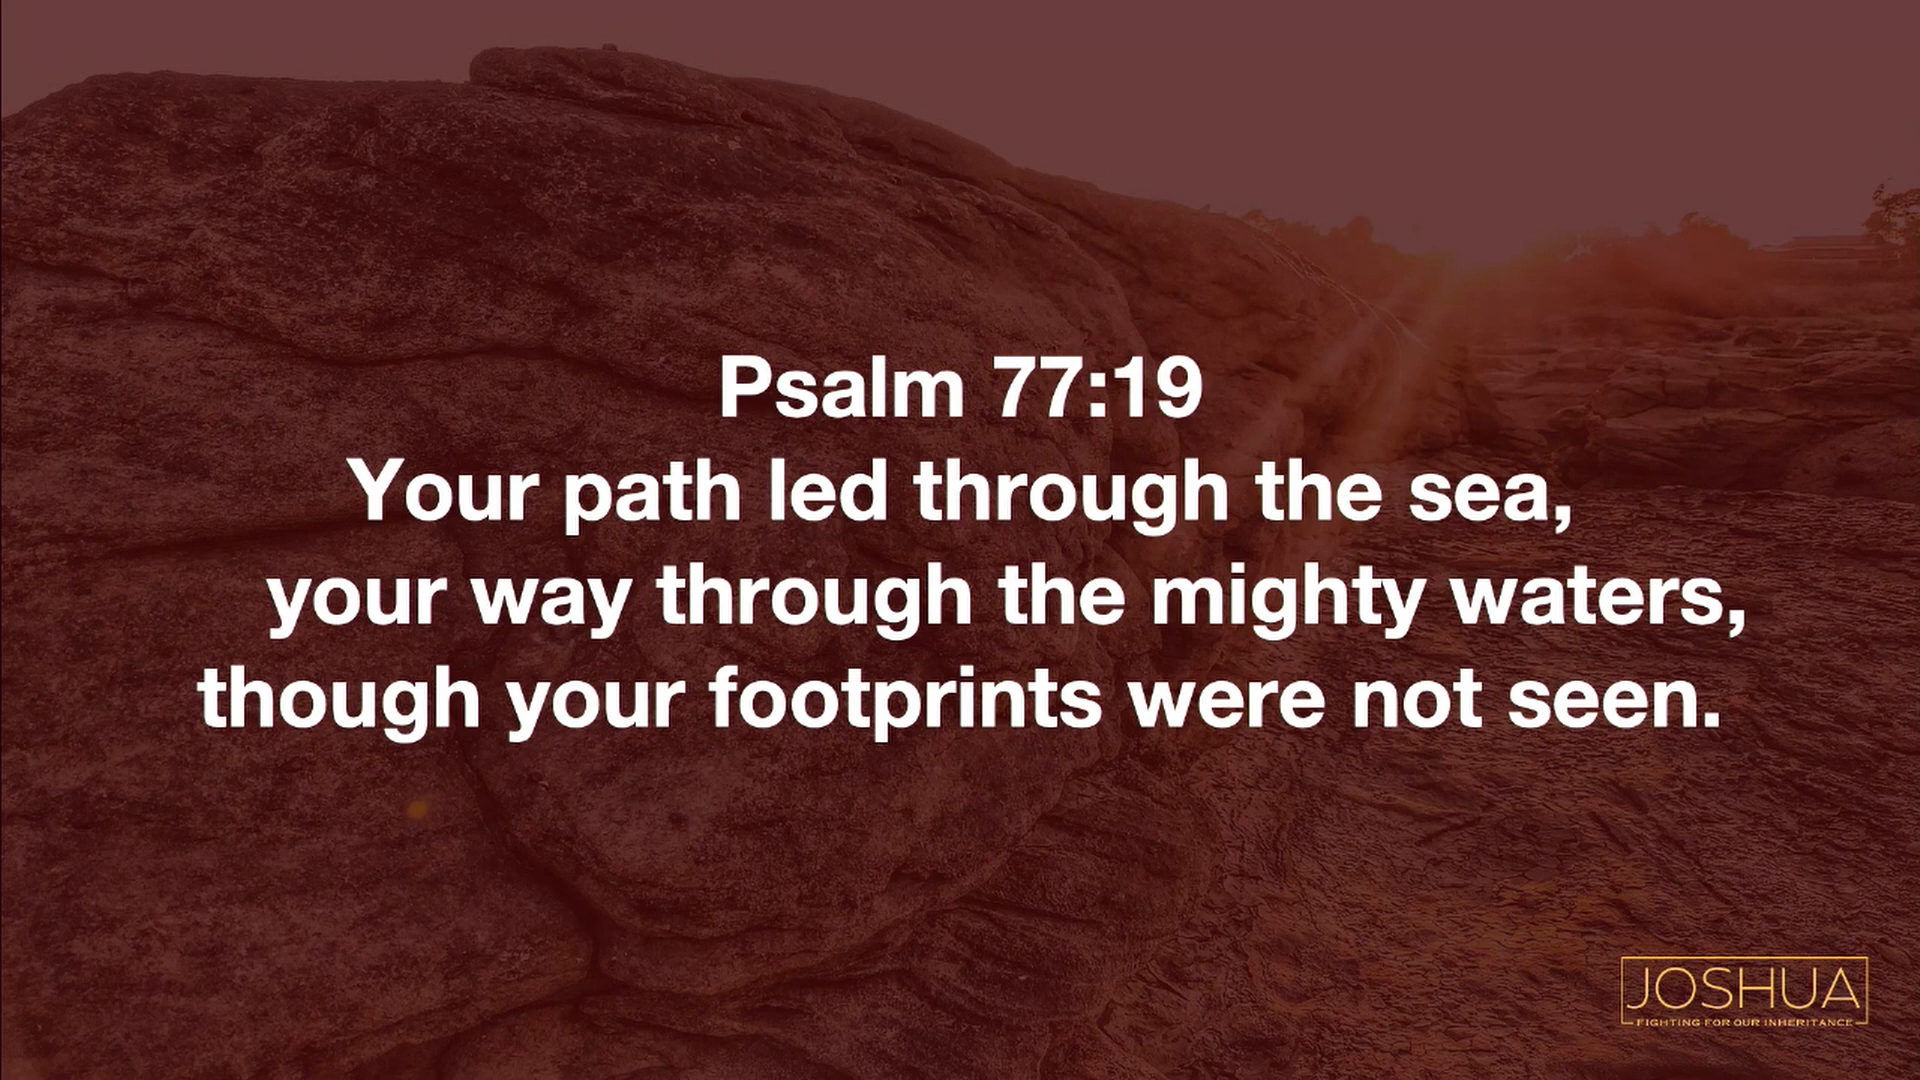 Psalm 77:19
Your path led through the sea,
your way through the mighty waters,
though your footprints were not seen.
JOSHUA
FIGHTING FOR OUR INHERITANCE